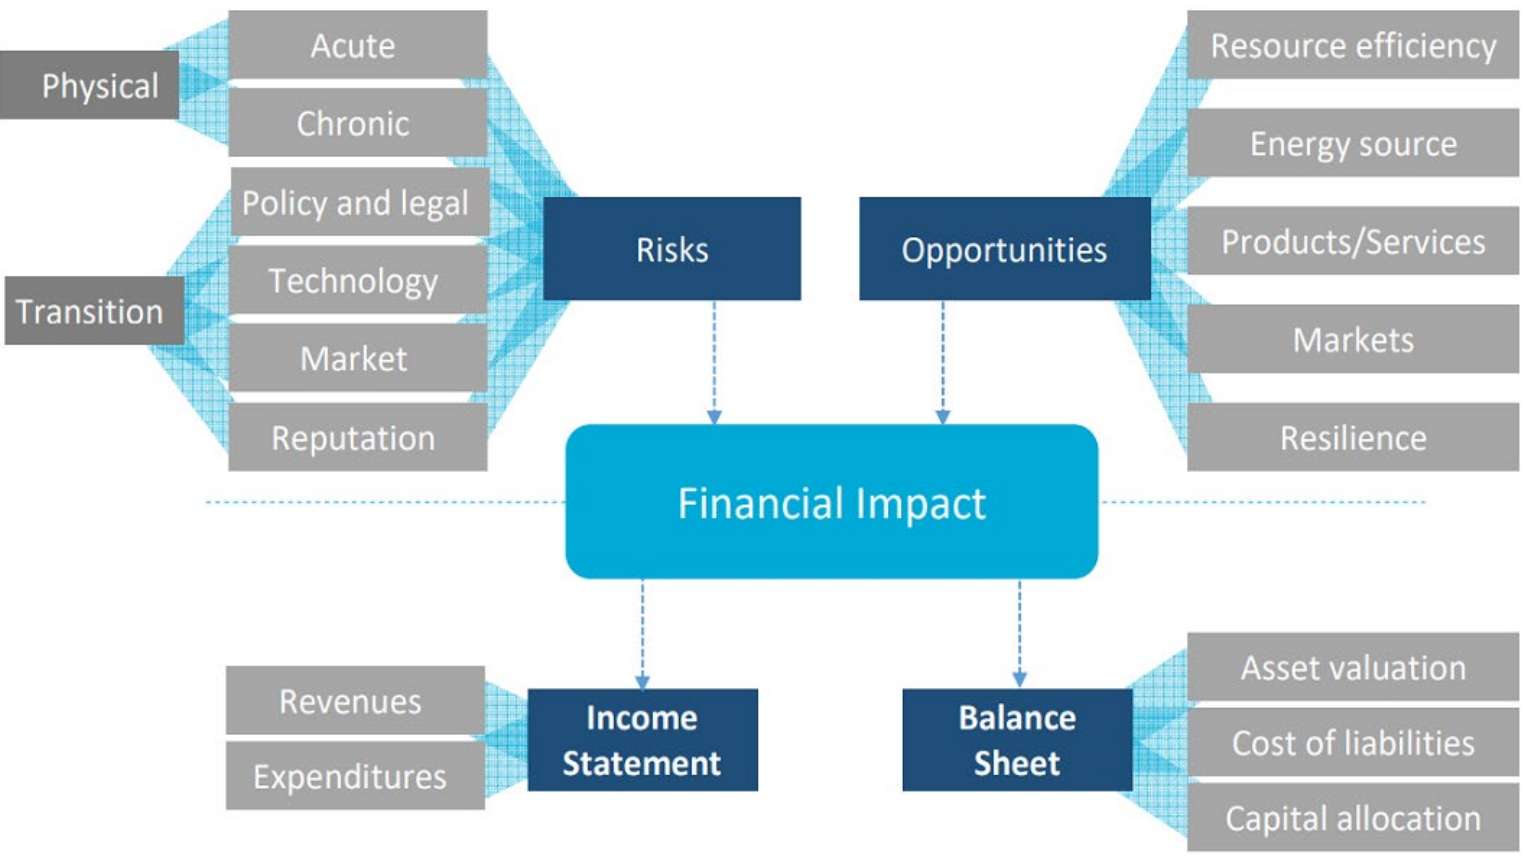 Physical
Acute
Chronic
Transition
Policy and legal
Technology
Market
Reputation
Risks
Opportunities
Resource efficiency
Energy source
Products/Services
Markets
Resilience
Financial Impact
Revenues
Expenditures
Income
Statement
Balance
Sheet
Asset valuation
Cost of liabilities
Capital allocation